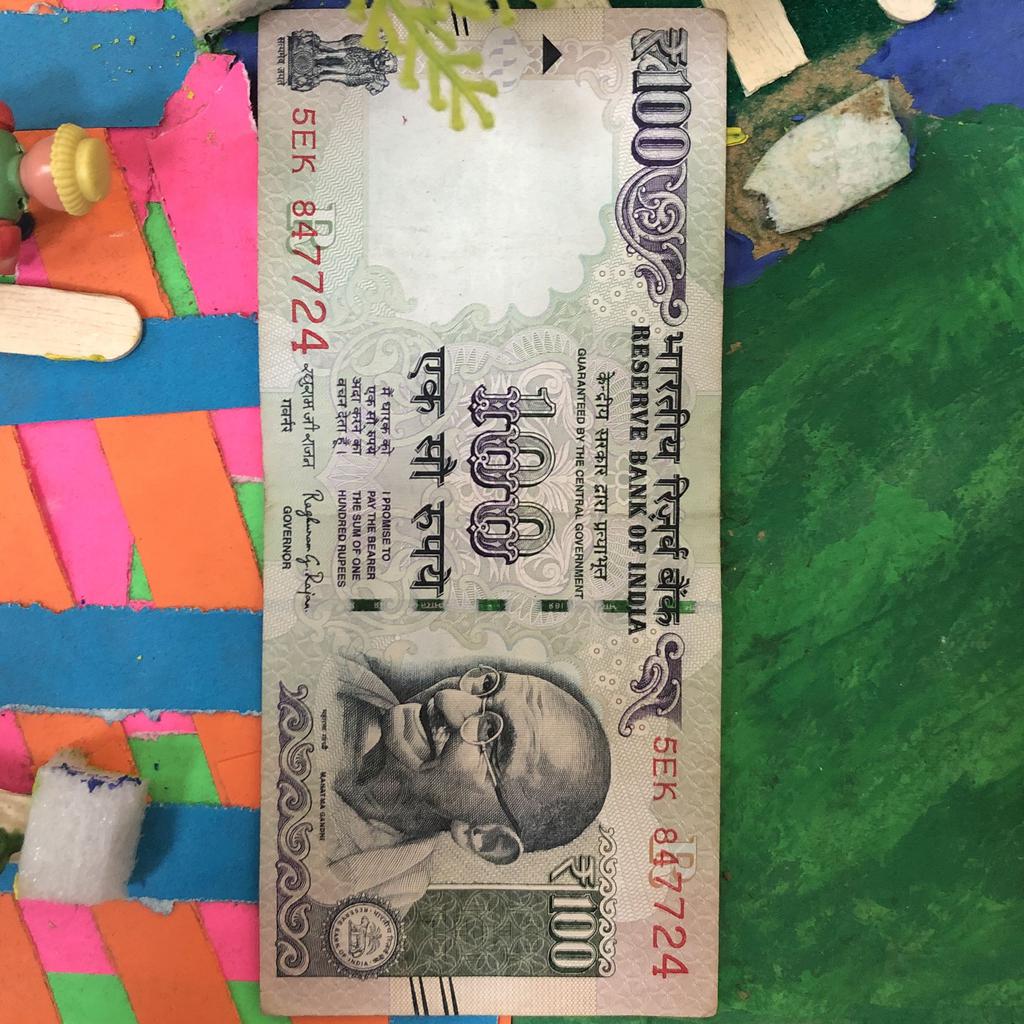 ₹100
भारतीय रिज़र्व बैंक
RESERVE BANK OF INDIA
केन्द्रीय सरकार द्वारा प्रत्याभूत
GUARANTEED BY THE CENTRAL GOVERNMENT
5EK 847724
100
एक सौ रुपये
मैं धारक को
एक सौ रुपये
अदा करने का
वचन देता हूँ।
I PROMISE TO
PAY THE BEARER
THE SUM OF ONE
HUNDRED RUPEES
रघुराम जी राजन
गवर्नर
Raghuram G. Rajan
GOVERNOR
सत्यमेव जयते
5EK 847724
महात्मा गांधी
MAHATMA GANDHI
₹100
RESERVE BANK OF INDIA